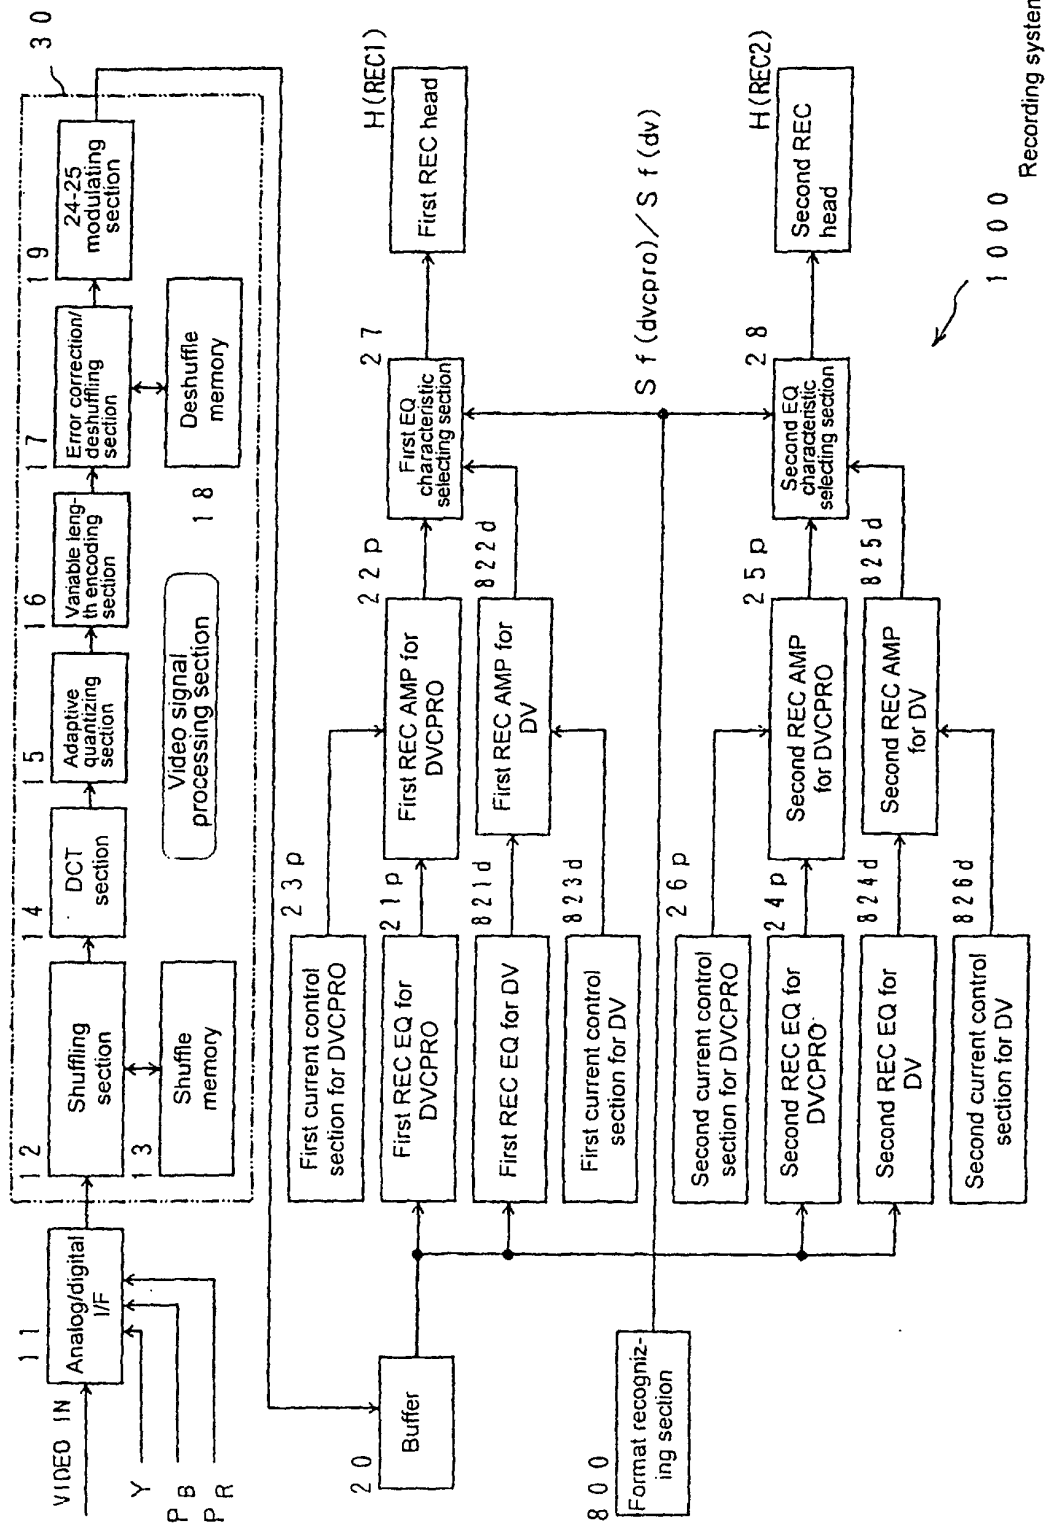 30
VIDEO IN
Y
PB
PR
11
Analog/digital
I/F
12
Shuffling
section
13
Shuffle
memory
14
DCT
section
15
Adaptive
quantizing
section
16
Variable leng-
th encoding
section
17
Error correction/
deshuffling
section
18
Deshuffle
memory
19
24-25
modulating
section
Video signal
processing section
20
Buffer
800
Format recogniz-
ing section
23p
First current control
section for DVCPRO
21p
First REC EQ for
DVCPRO
821d
First REC EQ for DV
823d
First current control
section for DV
22p
First REC AMP for
DVCPRO
822d
First REC AMP for
DV
27
First EQ
characteristic
selecting section
H(REC1)
First REC head
Sf(dvcpro)/Sf(dv)
26p
Second current control
section for DVCPRO
24p
Second REC EQ for
DVCPRO
824d
Second REC EQ for
DV
826d
Second current control
section for DV
25p
Second REC AMP
for DVCPRO
825d
Second REC AMP
for DV
28
Second EQ
characteristic
selecting section
H(REC2)
Second REC
head
1000
Recording system